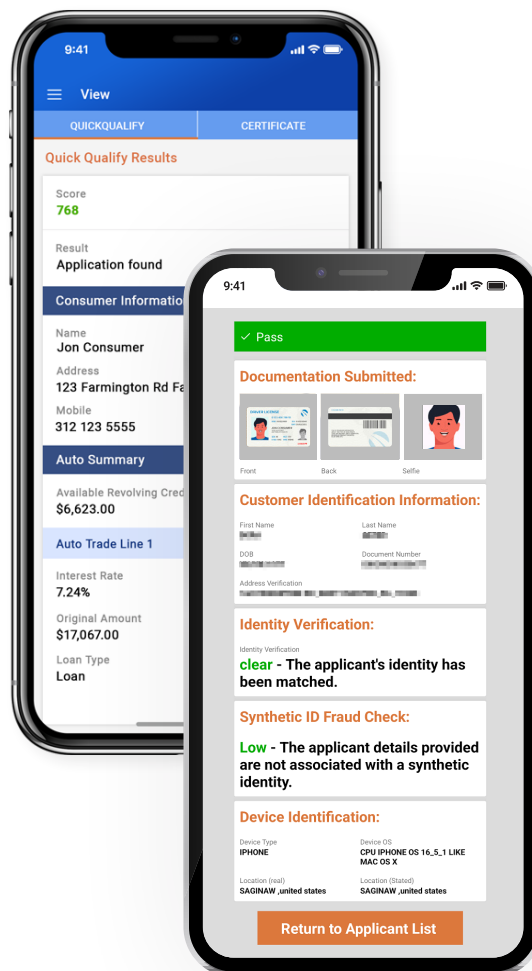 9:41
View
QUICKQUALIFY
CERTIFICATE
Quick Qualify Results
Score
768
Result
Application found
Consumer Informatio
Name
Jon Consumer
Address
123 Farmington Rd Fa
Mobile
312 123 5555
Auto Summary
Available Revolving Cred
$6,623.00
Auto Trade Line 1
Interest Rate
7.24%
Original Amount
$17,067.00
Loan Type
Loan
9:41
Pass
Documentation Submitted:
DRIVER LICENSE
Front
Back
Selfie
Customer Identification Information:
First Name
Last Name
DOB
Document Number
Address Verification
Identity Verification:
Identity Verification
clear - The applicant's identity has
been matched.
Synthetic ID Fraud Check:
Low - The applicant details provided
are not associated with a synthetic
identity.
Device Identification:
Device Type
Device OS
IPHONE
CPU IPHONE OS 16_5_1 LIKE
MAC OS X
Location (real)
Location (Stated)
SAGINAW ,united states
SAGINAW ,united states
Return to Applicant List